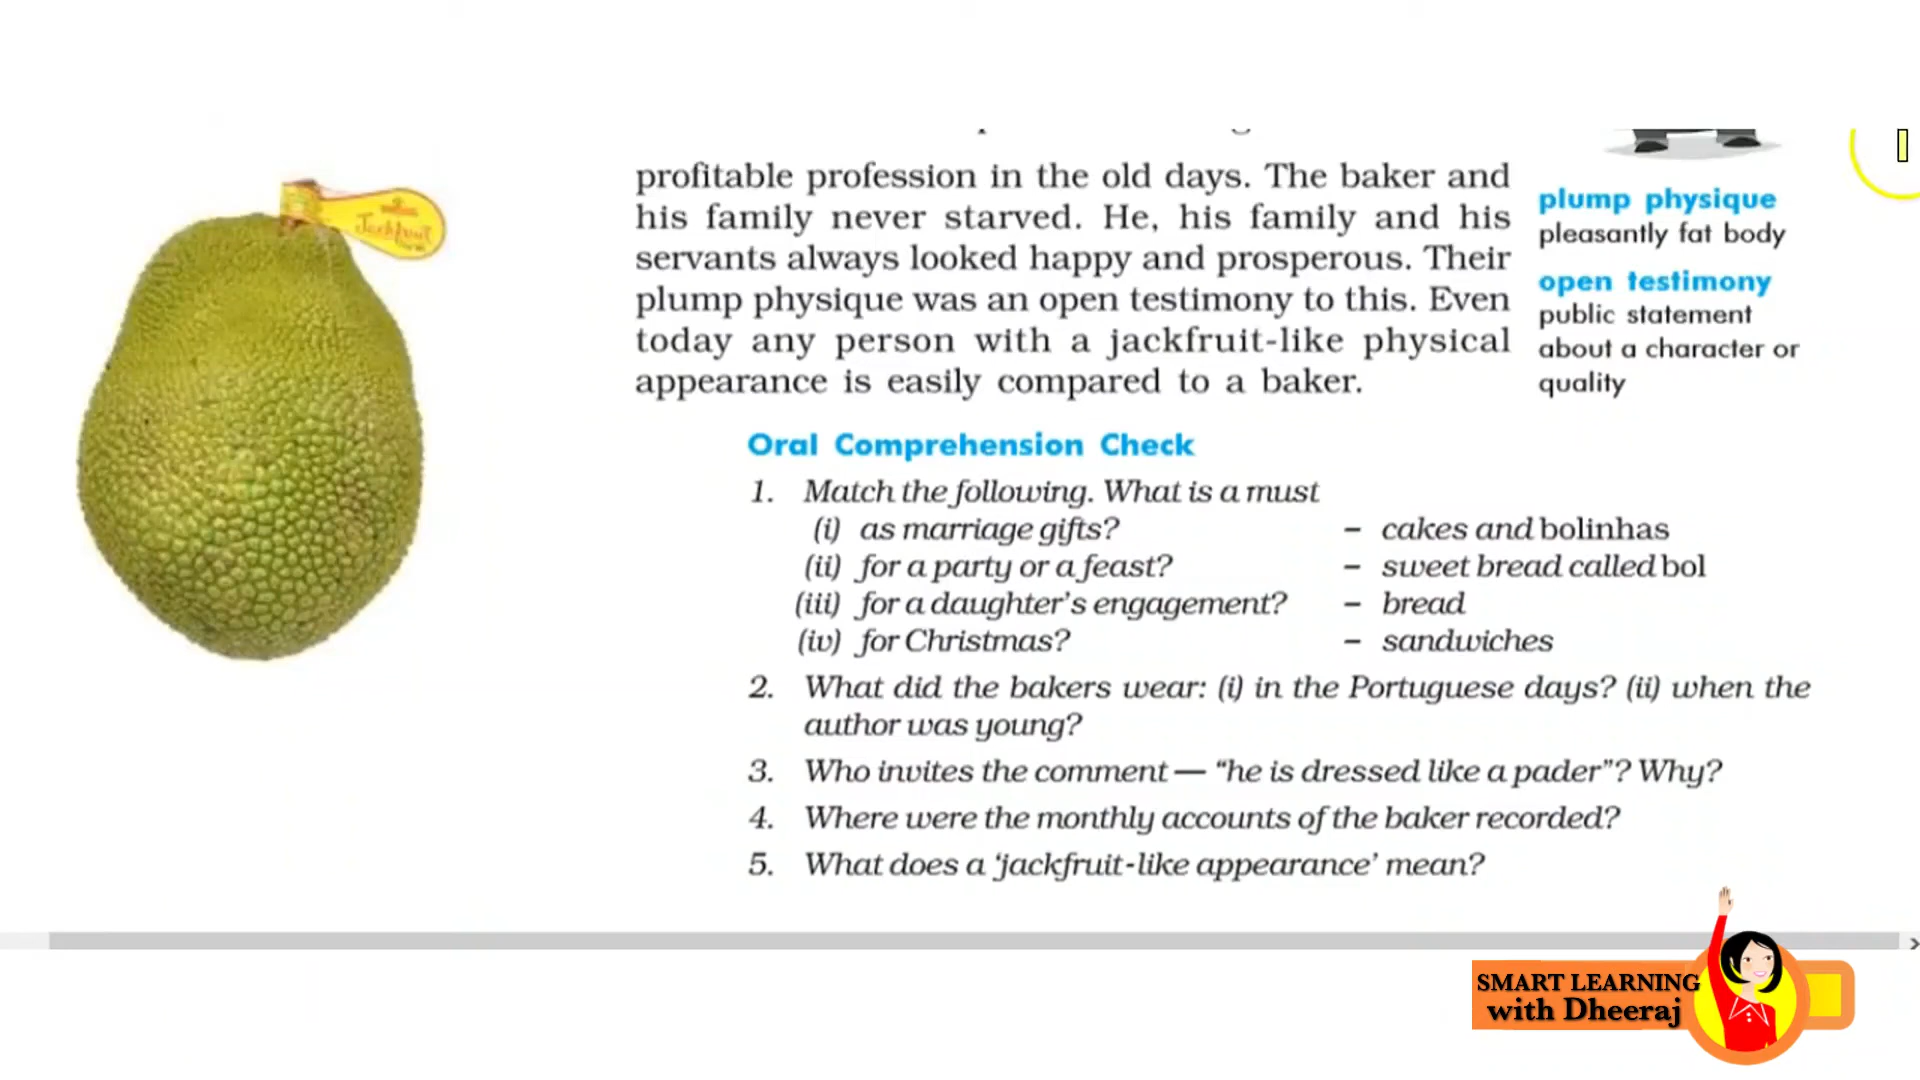 Jackfruit
profitable profession in the old days. The baker and
his family never starved. He, his family and his
servants always looked happy and prosperous. Their
plump physique was an open testimony to this. Even
today any person with a jackfruit-like physical
appearance is easily compared to a baker.
plump physique
pleasantly fat body
open testimony
public statement
about a character or
quality
Oral Comprehension Check
1. Match the following. What is a must
(i) as marriage gifts? – cakes and bolinhas
(ii) for a party or a feast? – sweet bread called bol
(iii) for a daughter's engagement? – bread
(iv) for Christmas? – sandwiches
2. What did the bakers wear: (i) in the Portuguese days? (ii) when the
author was young?
3. Who invites the comment — "he is dressed like a pader"? Why?
4. Where were the monthly accounts of the baker recorded?
5. What does a 'jackfruit-like appearance' mean?
SMART LEARNING
with Dheeraj